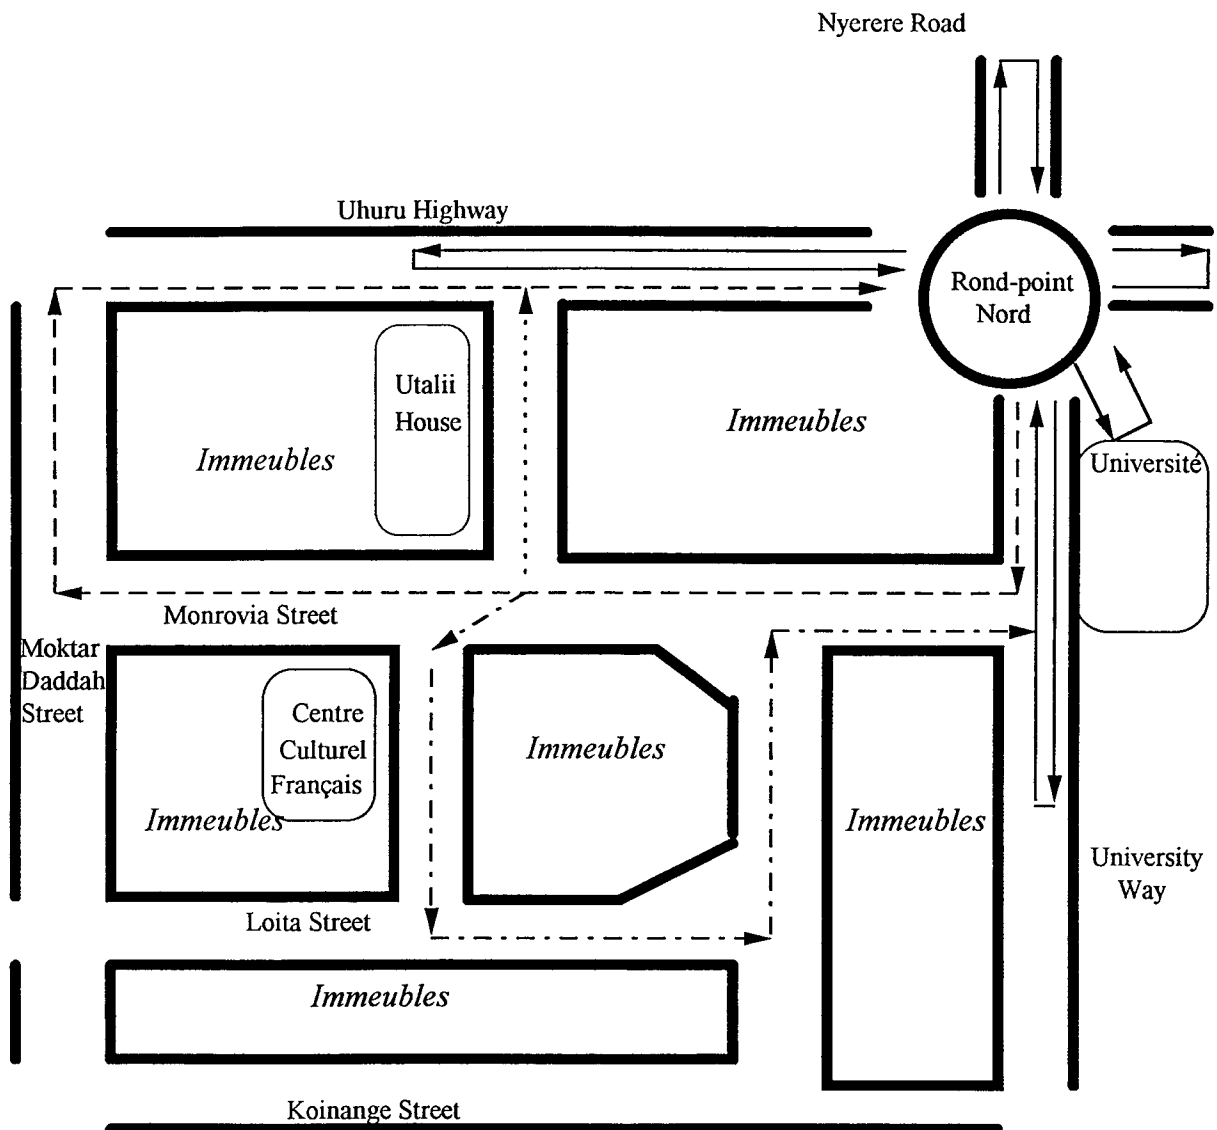 Nyerere Road
Uhuru Highway
Rond-point
Nord
Utalii
House
Immeubles
Immeubles
Université
Monrovia Street
Moktar
Daddah
Street
Centre
Culturel
Français
Immeubles
Immeubles
Immeubles
University
Way
Loita Street
Immeubles
Koinange Street